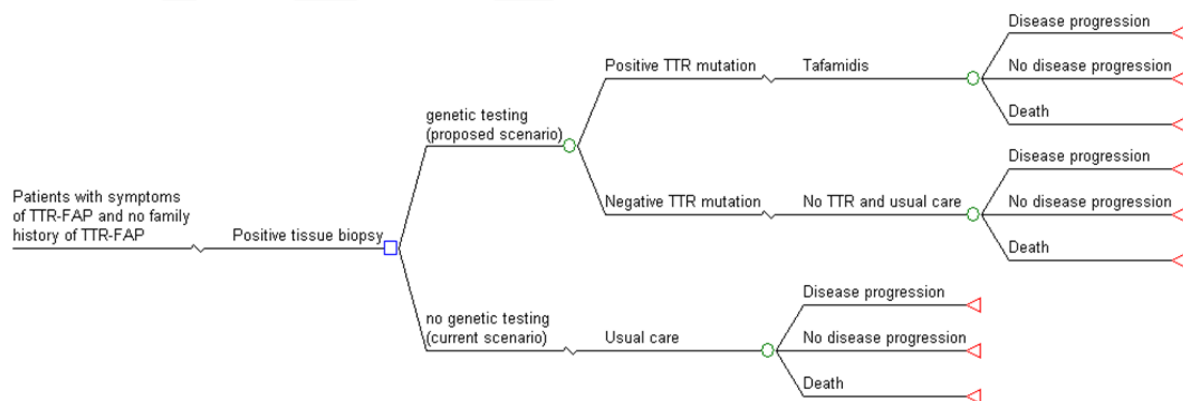 Disease progression
Positive TTR mutation
Tafamidis
No disease progression
genetic testing
(proposed scenario)
Death
Disease progression
Patients with symptoms
of TTR-FAP and no family
history of TTR-FAP
Positive tissue biopsy
Negative TTR mutation
No TTR and usual care
No disease progression
Death
Disease progression
no genetic testing
(current scenario)
Usual care
No disease progression
Death